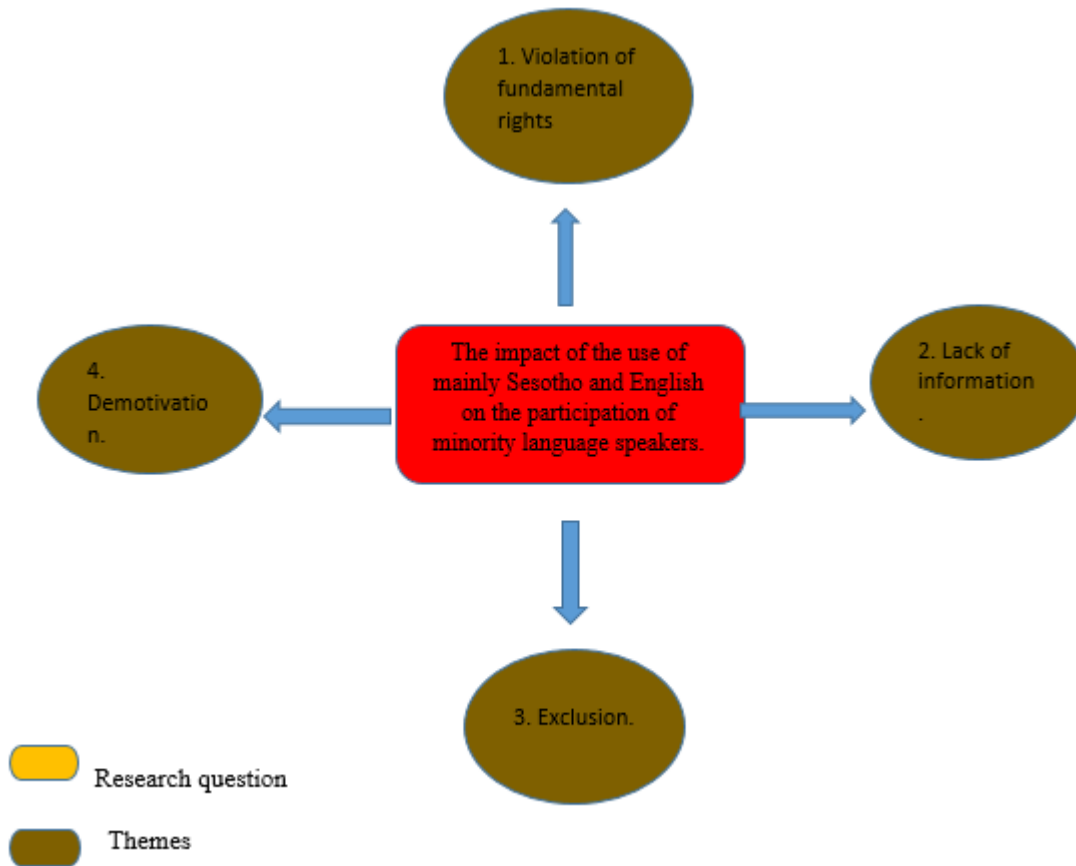 1. Violation of
fundamental
rights
4.
Demotivatio
n.
The impact of the use of
mainly Sesotho and English
on the participation of
minority language speakers.
2. Lack of
information
.
3. Exclusion.
Research question
Themes